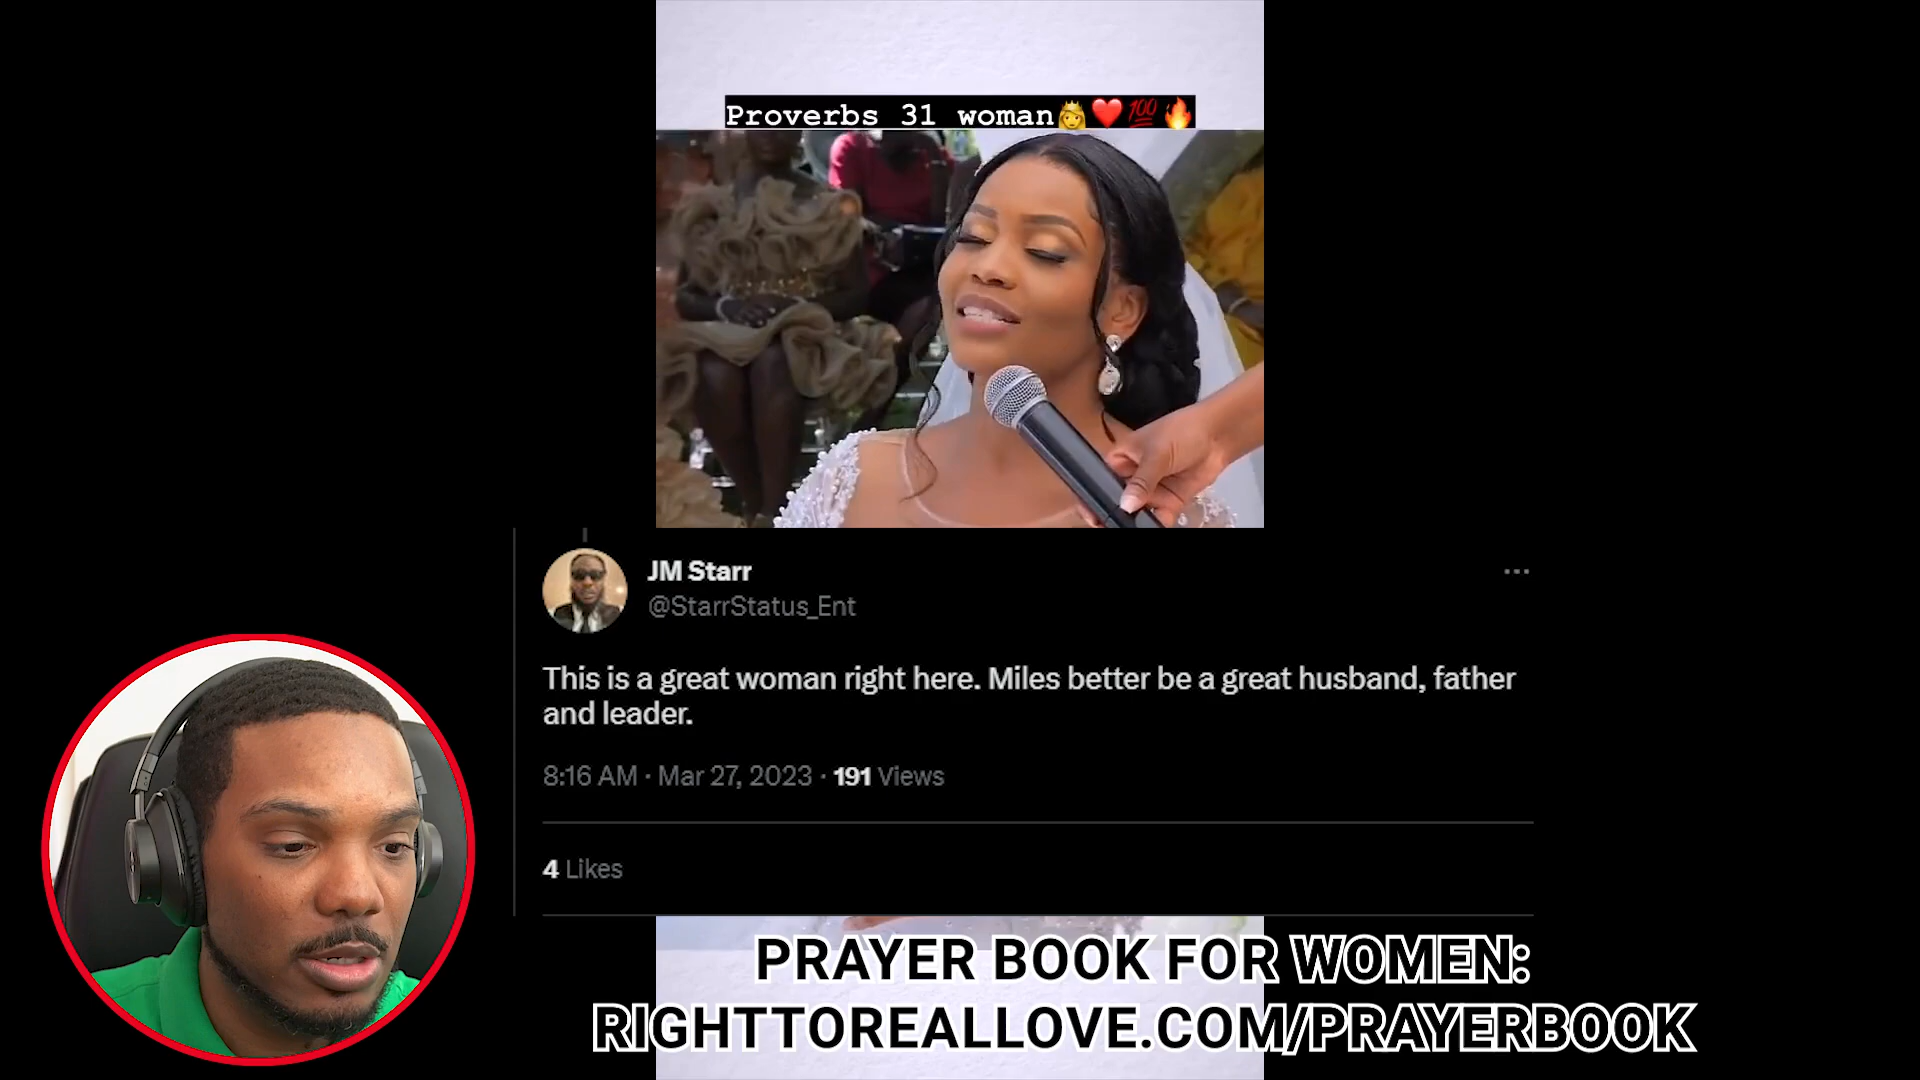 Proverbs 31 woman👸❤️💯🔥
JM Starr
@StarrStatus_Ent
This is a great woman right here. Miles better be a great husband, father
and leader.
8:16 AM · Mar 27, 2023 · 191 Views
4 Likes
PRAYER BOOK FOR WOMEN:
RIGHTTOREALLOVE.COM/PRAYERBOOK